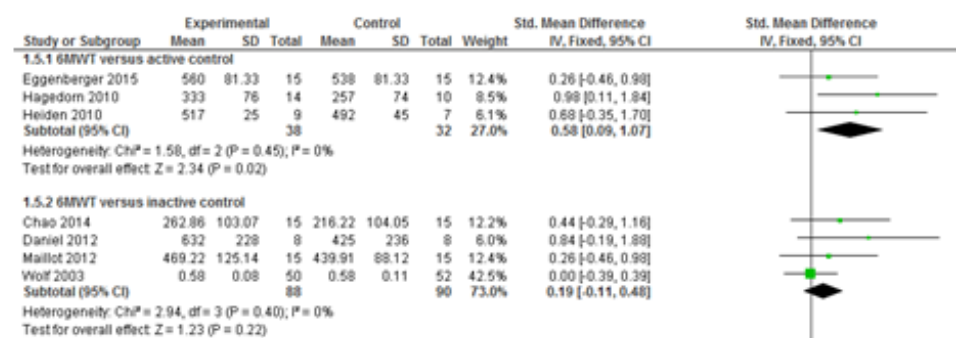 Experimental Control Std. Mean Difference Std. Mean Difference
Study or Subgroup Mean SD Total Mean SD Total Weight IV, Fixed, 95% CI IV, Fixed, 95% CI
1.5.1 6MWT versus active control
Eggenberger 2015 560 81.33 15 538 81.33 15 12.4% 0.26 [-0.46, 0.98]
Hagedorn 2010 333 76 14 257 74 10 8.5% 0.98 [0.11, 1.84]
Heiden 2010 517 25 9 492 45 7 6.1% 0.68 [-0.35, 1.70]
Subtotal (95% CI) 38 32 27.0% 0.58 [0.09, 1.07]
Heterogeneity: Chi² = 1.58, df = 2 (P = 0.45); I² = 0%
Test for overall effect: Z = 2.34 (P = 0.02)
1.5.2 6MWT versus inactive control
Chao 2014 262.86 103.07 15 216.22 104.05 15 12.2% 0.44 [-0.29, 1.16]
Daniel 2012 632 228 8 425 236 8 6.0% 0.84 [-0.19, 1.88]
Maillot 2012 469.22 125.14 15 439.91 88.12 15 12.4% 0.26 [-0.46, 0.98]
Wolf 2003 0.58 0.08 50 0.58 0.11 52 42.5% 0.00 [-0.39, 0.39]
Subtotal (95% CI) 88 90 73.0% 0.19 [-0.11, 0.48]
Heterogeneity: Chi² = 2.94, df = 3 (P = 0.40); I² = 0%
Test for overall effect: Z = 1.23 (P = 0.22)